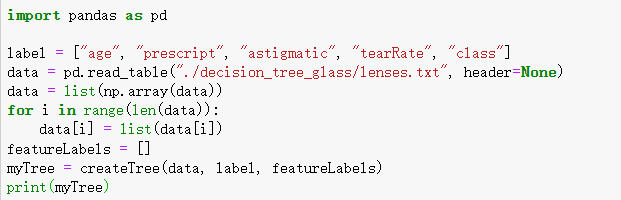 import pandas as pd
label = ["age", "prescript", "astigmatic", "tearRate", "class"]
data = pd.read_table("./decision_tree_glass/lenses.txt", header=None)
data = list(np.array(data))
for i in range(len(data)):
    data[i] = list(data[i])
featureLabels = []
myTree = createTree(data, label, featureLabels)
print(myTree)